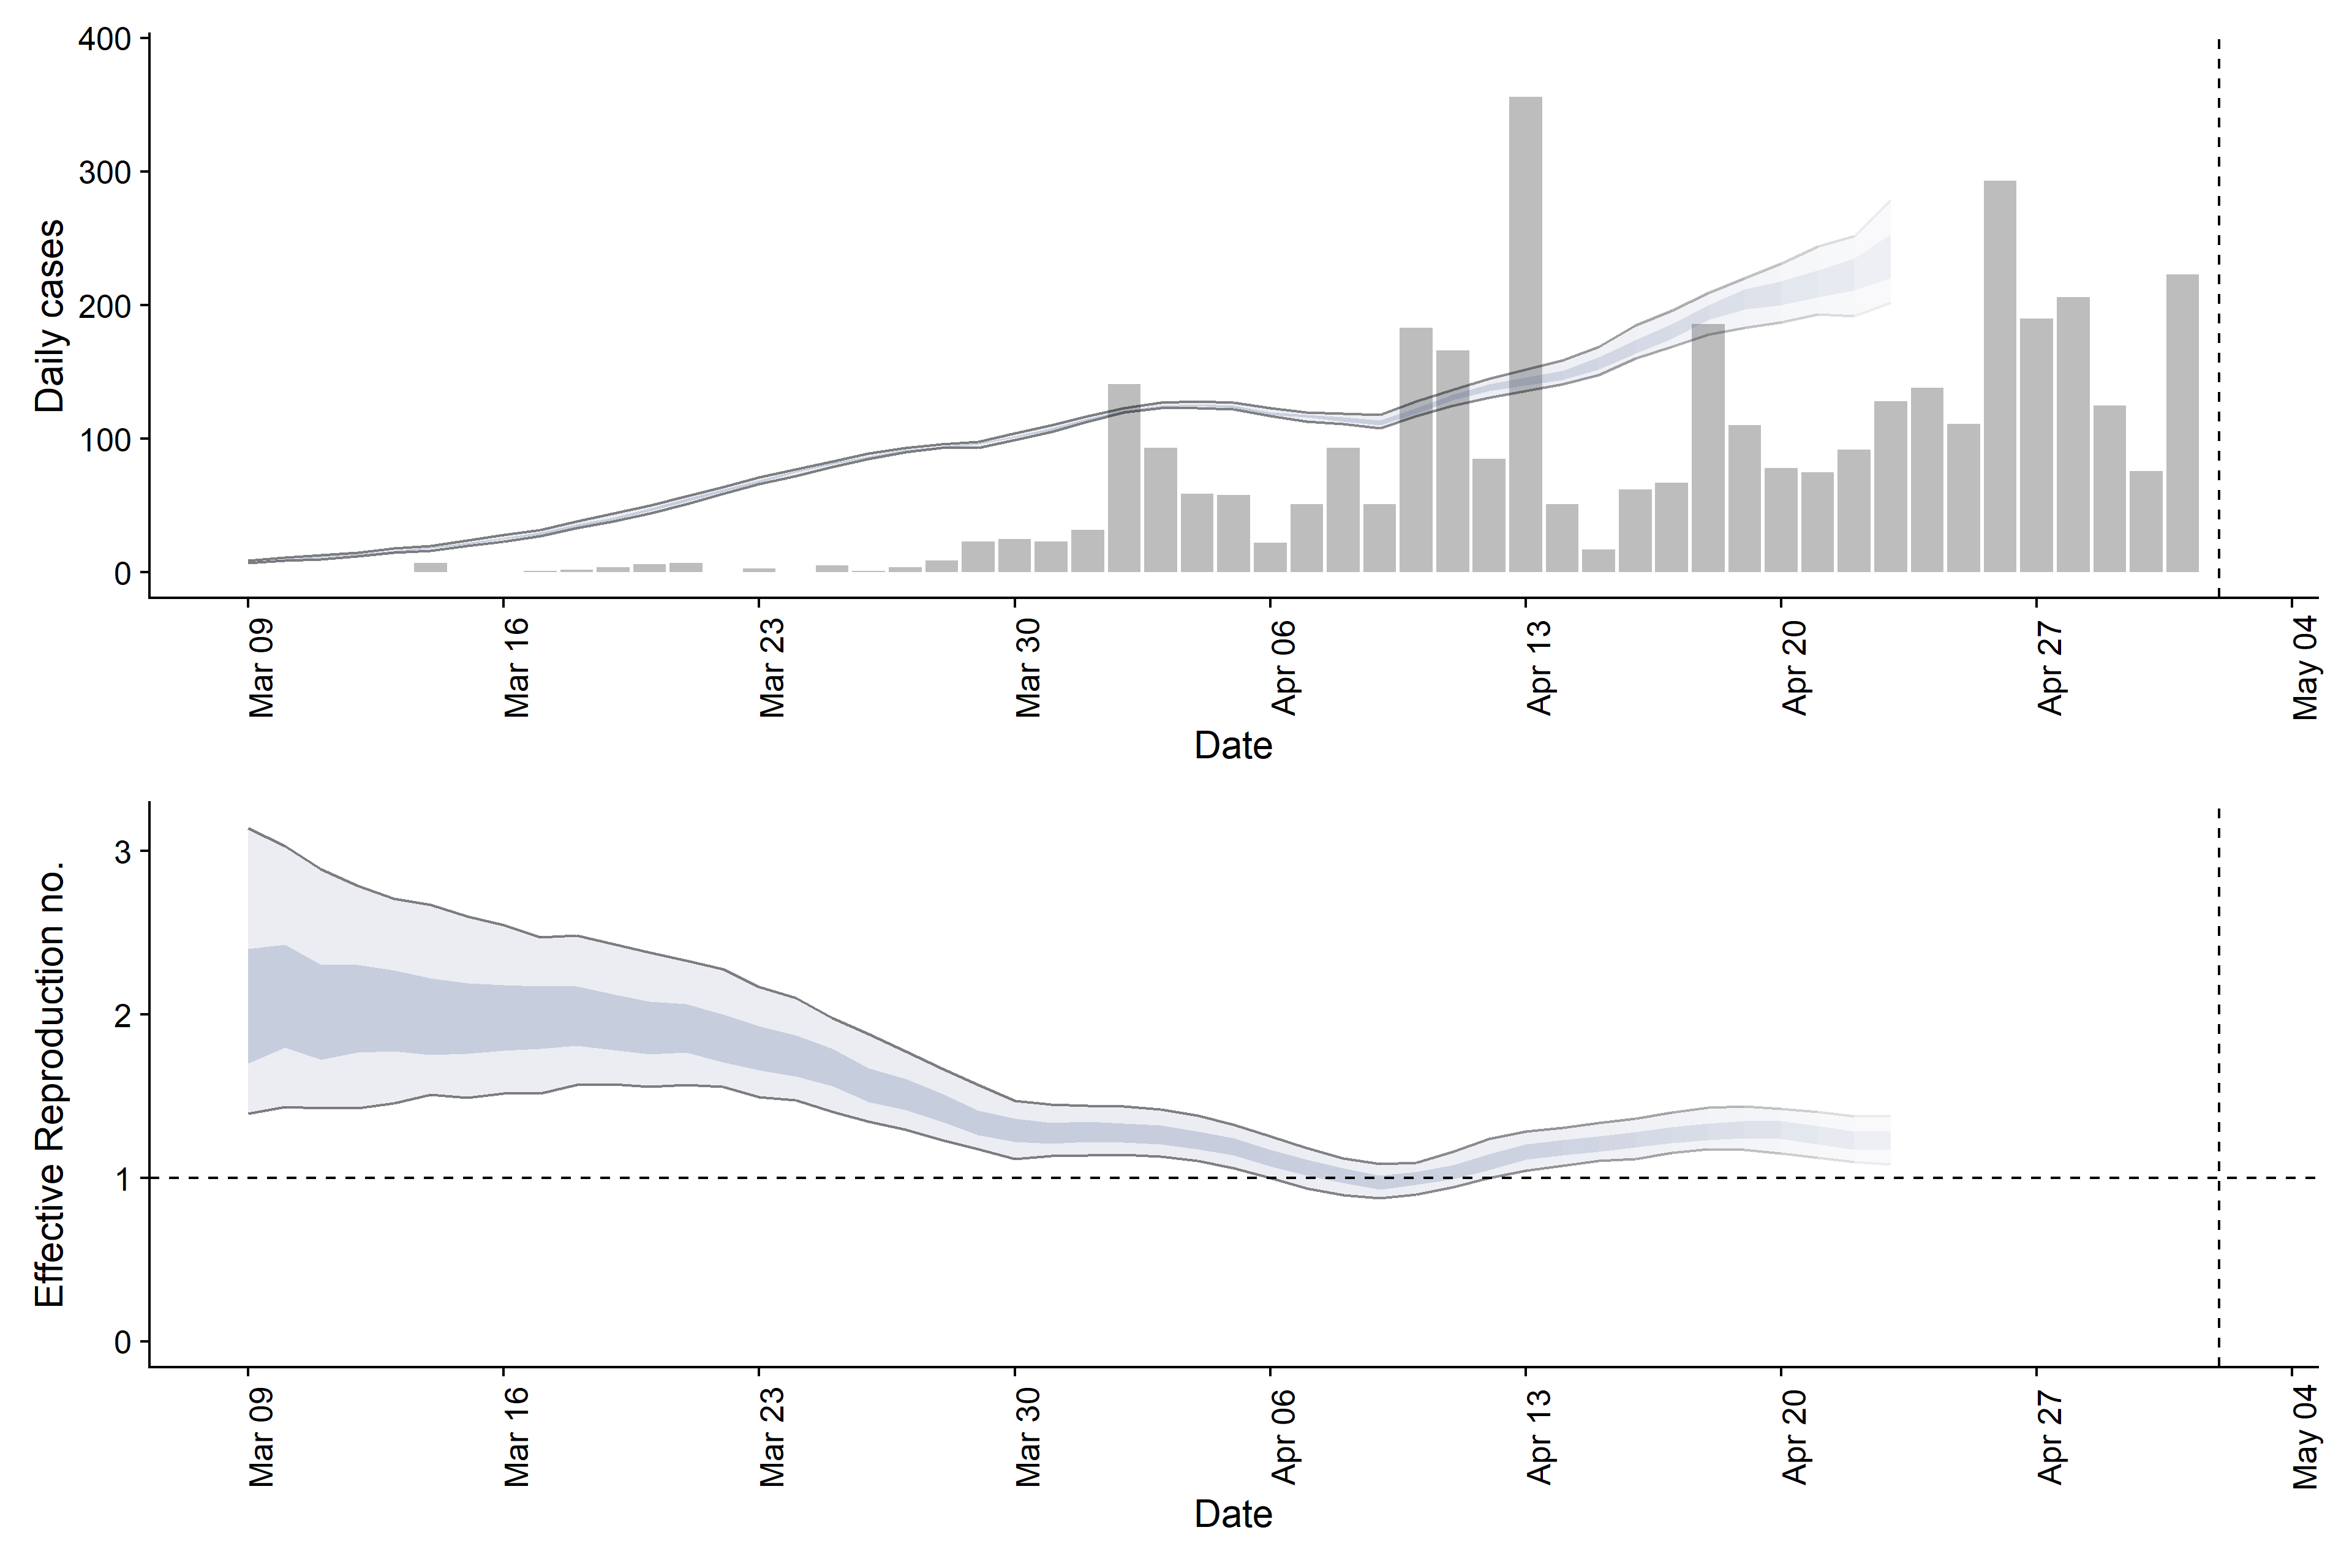 400
300
200
100
0
Daily cases
Mar 09
Mar 16
Mar 23
Mar 30
Apr 06
Apr 13
Apr 20
Apr 27
May 04
Date
3
2
1
0
Effective Reproduction no.
Mar 09
Mar 16
Mar 23
Mar 30
Apr 06
Apr 13
Apr 20
Apr 27
May 04
Date